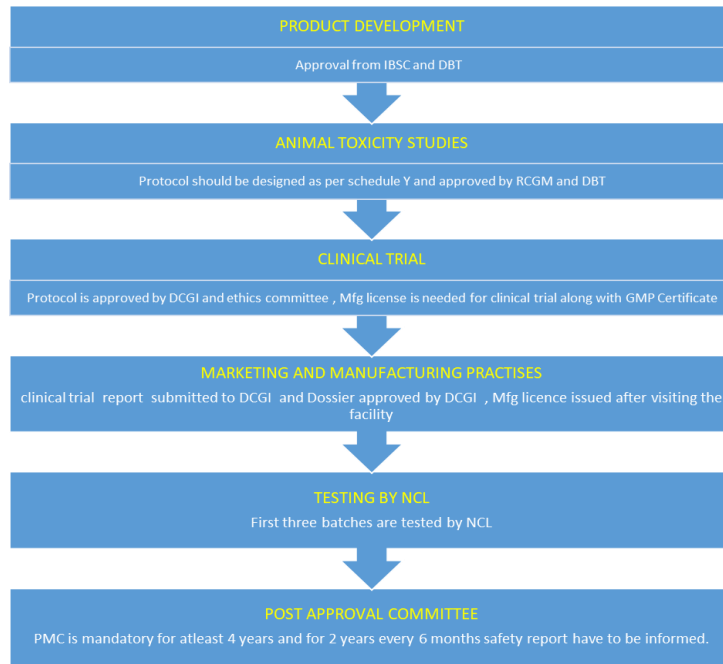 PRODUCT DEVELOPMENT
Approval from IBSC and DBT
ANIMAL TOXICITY STUDIES
Protocol should be designed as per schedule Y and approved by RCGM and DBT
CLINICAL TRIAL
Protocol is approved by DCGI and ethics committee , Mfg license is needed for clinical trial along with GMP Certificate
MARKETING AND MANUFACTURING PRACTISES
clinical trial report submitted to DCGI and Dossier approved by DCGI , Mfg licence issued after visiting the
facility
TESTING BY NCL
First three batches are tested by NCL
POST APPROVAL COMMITTEE
PMC is mandatory for atleast 4 years and for 2 years every 6 months safety report have to be informed.